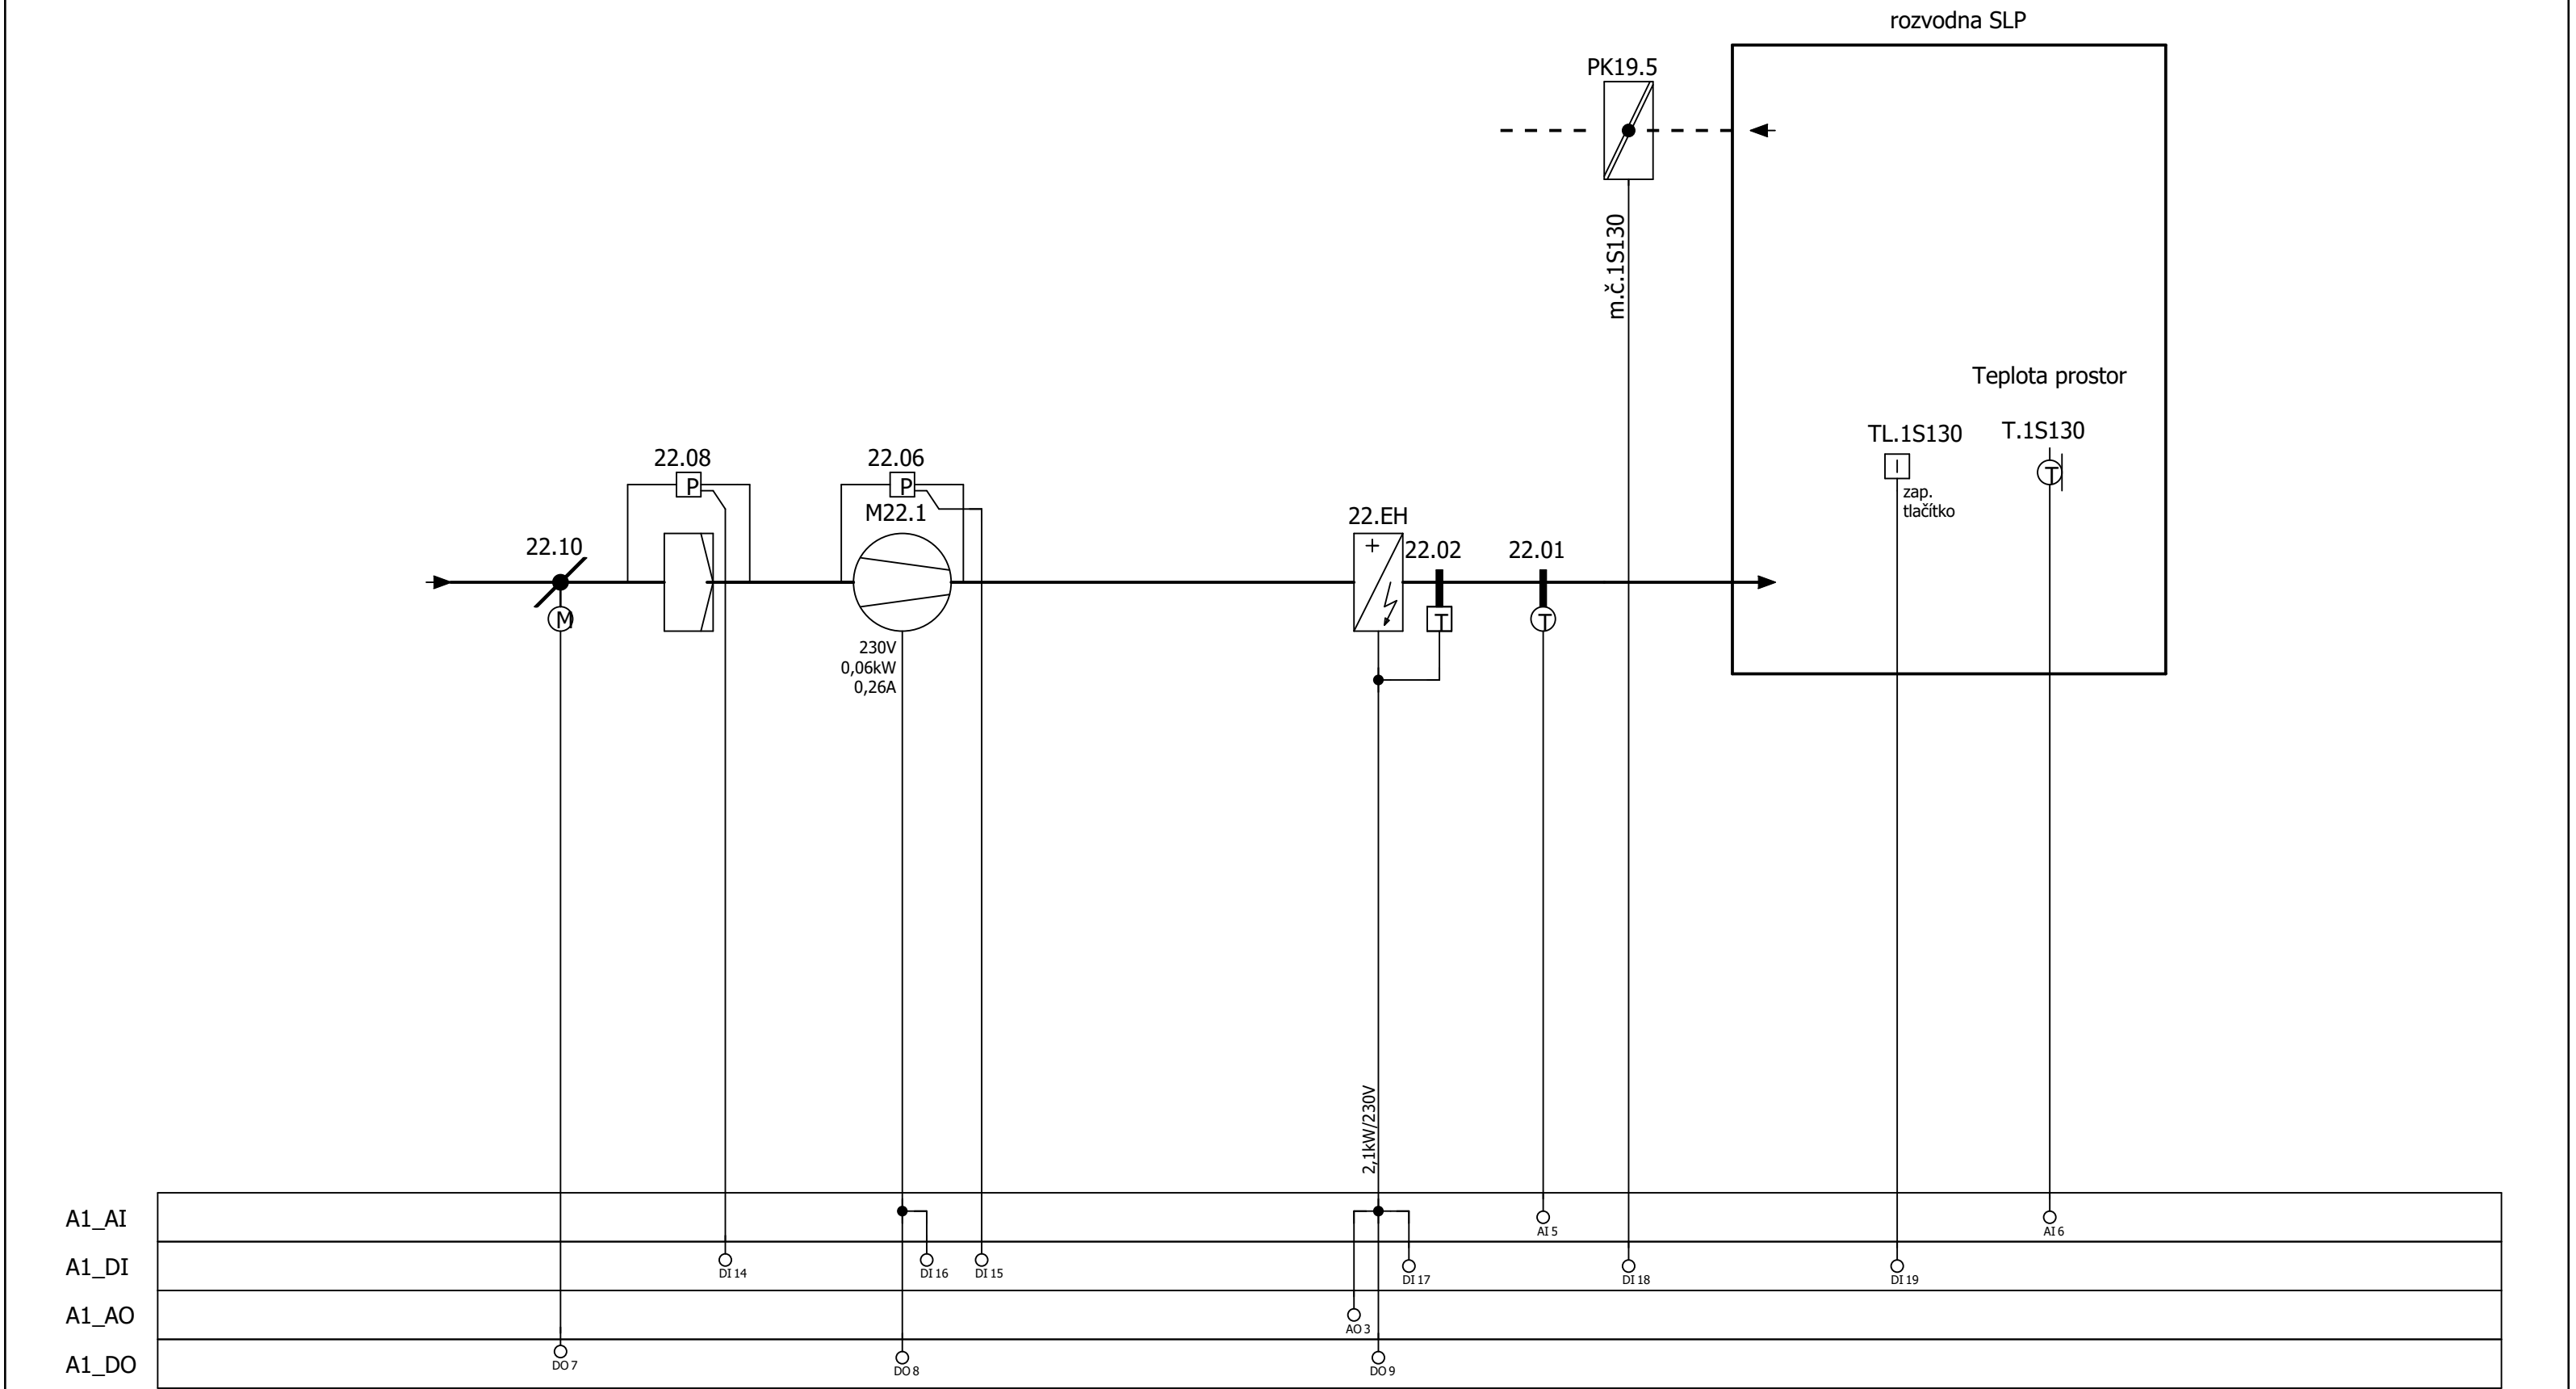 rozvodna SLP
PK19.5
m.č.1S130
Teplota prostor
TL.1S130
T.1S130
I
T
zap.
tlačítko
22.08
22.06
P
P
M22.1
22.EH
22.10
22.02
22.01
+
M
T
T
230V
0,06kW
0,26A
2,1kW/230V
A1_AI
AI 5
AI 6
A1_DI
DI 14
DI 16
DI 15
DI 17
DI 18
DI 19
A1_AO
AO 3
A1_DO
DO 7
DO 8
DO 9